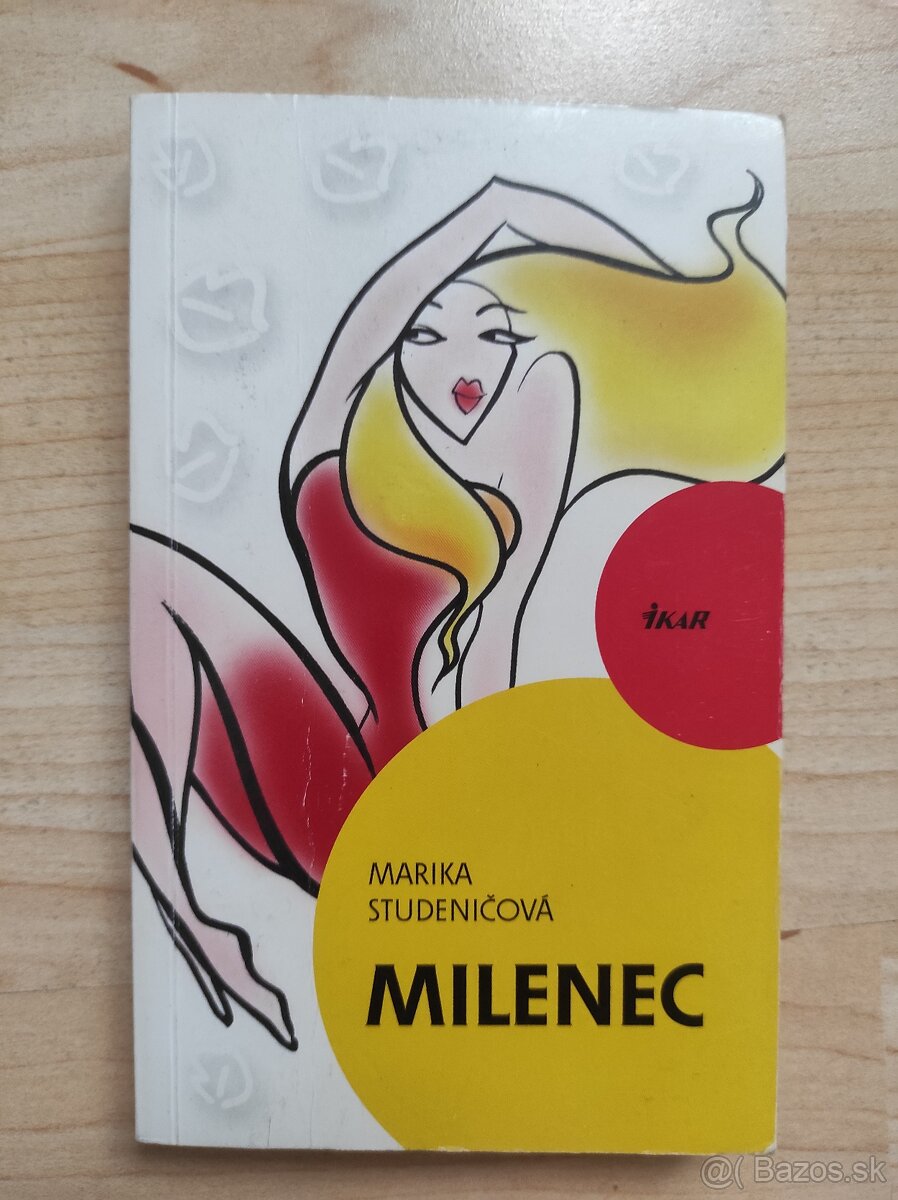 iKAR
MARIKA
STUDENIČOVÁ
MILENEC
@( Bazos.sk